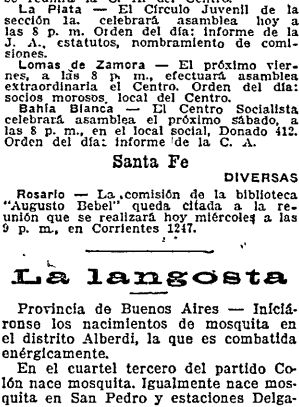 La Plata — El Círculo Juvenil de la
sección 1a. celebrará asamblea hoy a
las 8 p. m. Orden del día: informe de la
J. A., estatutos, nombramiento de comi-
siones.
Lomas de Zamora — El próximo vier-
nes, a las 8 p. m., efectuará asamblea
extraordinaria el Centro. Orden del día:
socios morosos, local del Centro.
Bahía Blanca — El Centro Socialista
celebrará asamblea el próximo sábado, a
las 8 p. m., en el local social, Donado 412.
Orden del día: informe de la C. A.
Santa Fe
DIVERSAS
Rosario — La comisión de la biblioteca
"Augusto Bebel" queda citada a la re-
unión que se realizará hoy miércoles a las
9 p. m., en Corrientes 1247.
La langosta
Provincia de Buenos Aires — Iniciá-
ronse los nacimientos de mosquita en
el distrito Alberdi, la que es combatida
enérgicamente.
En el cuartel tercero del partido Co-
lón nace mosquita. Igualmente nace mos-
quita en San Pedro y estaciones Delga-